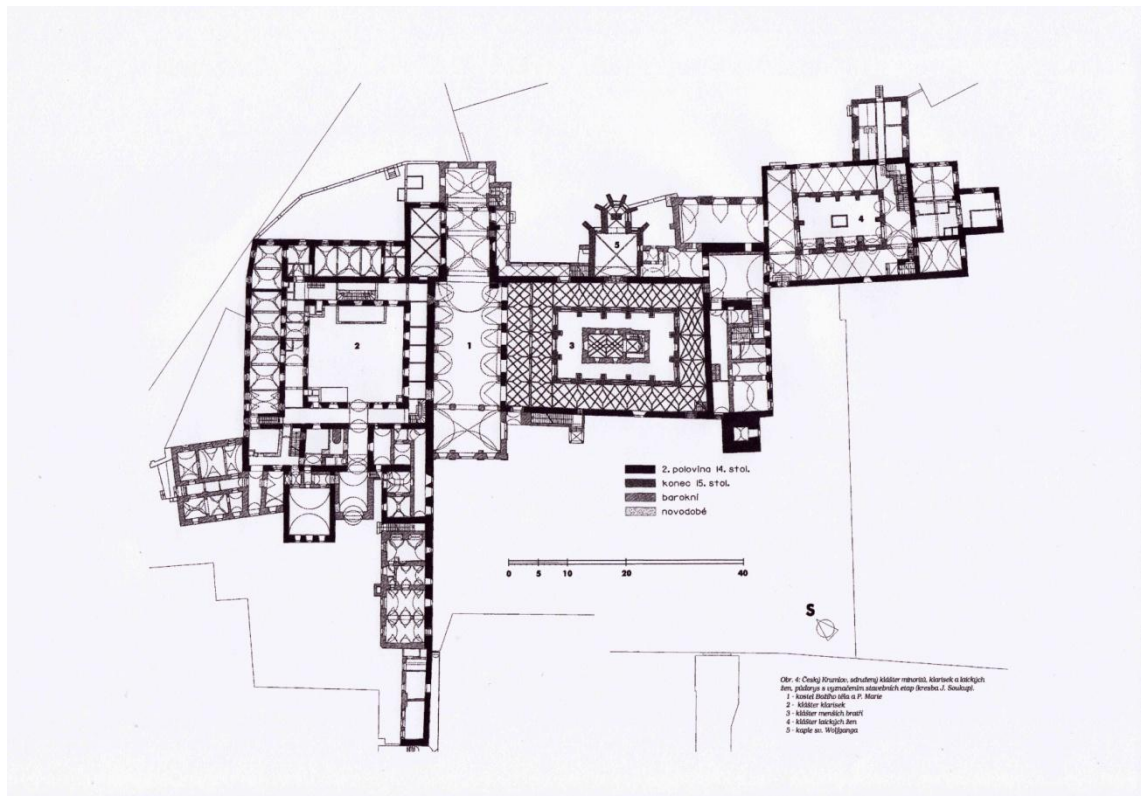 4
5
2
1
3
2. polovina 14. stol.
konec 15. stol.
barokní
novodobé
0 5 10 20 40
S
Obr. 4: Český Krumlov, sdružený klášter minoritů, klarisek a laických
žen, půdorys s vyznačením stavebních etap (kresba J. Soukup).
1 - kostel Božího těla a P. Marie
2 - klášter klarisek
3 - klášter menších bratří
4 - klášter laických žen
5 - kaple sv. Wolfganga